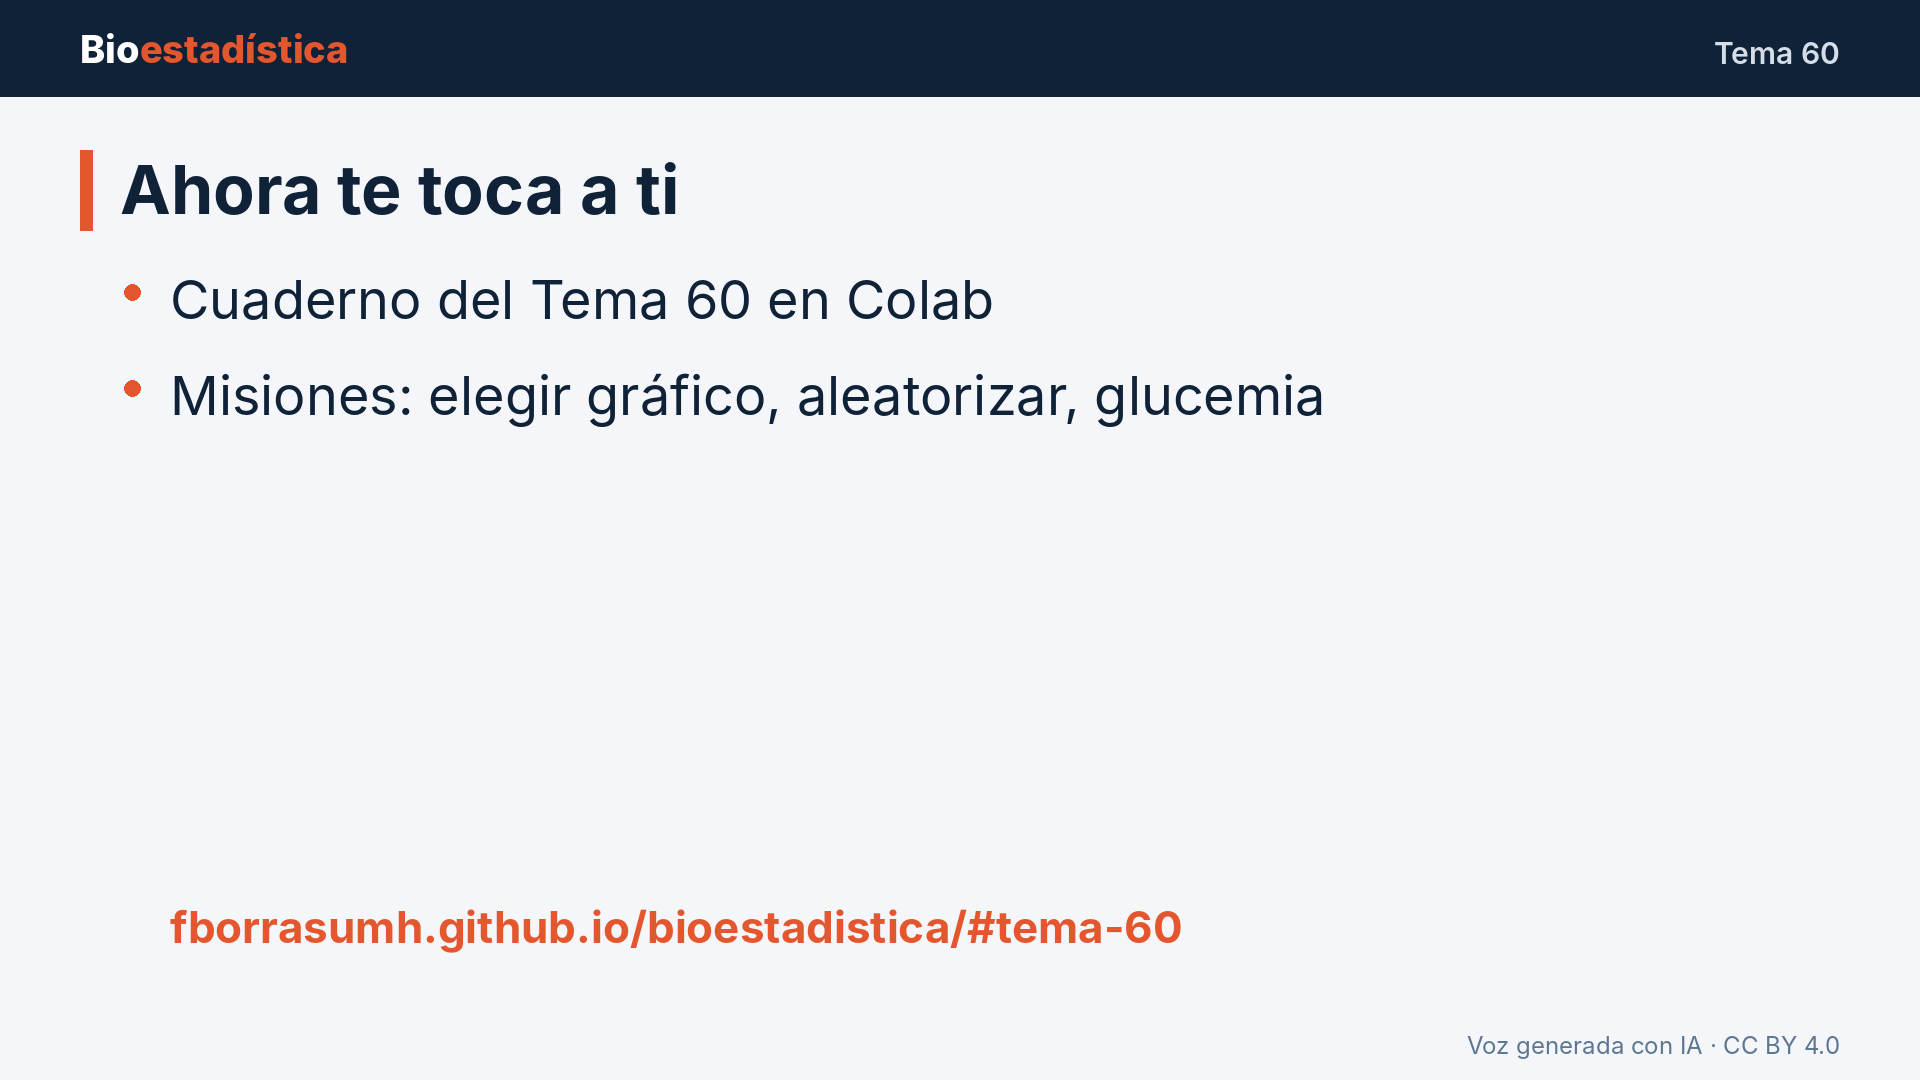 Bioestadística
Tema 60
Ahora te toca a ti
Cuaderno del Tema 60 en Colab
Misiones: elegir gráfico, aleatorizar, glucemia
fborrasumh.github.io/bioestadistica/#tema-60
Voz generada con IA · CC BY 4.0